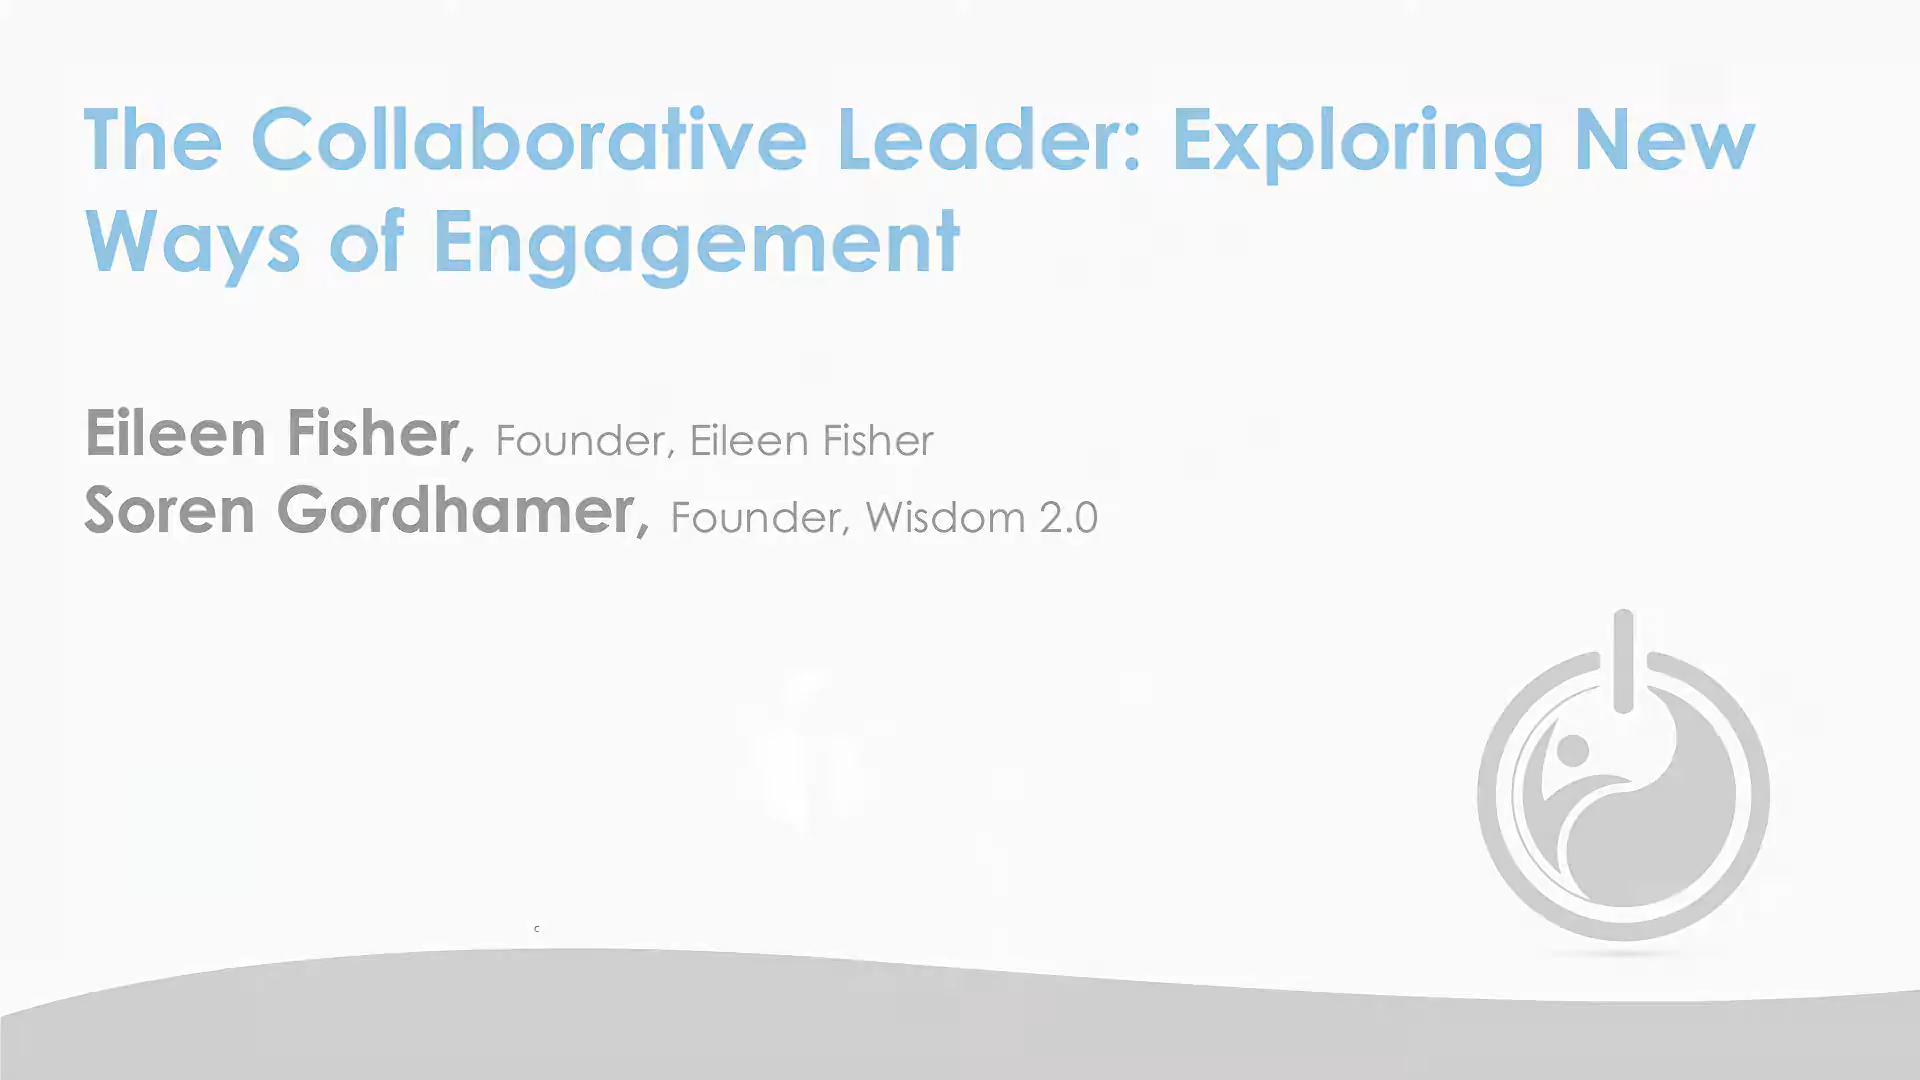 The Collaborative Leader: Exploring New
Ways of Engagement
Eileen Fisher, Founder, Eileen Fisher
Soren Gordhamer, Founder, Wisdom 2.0
c